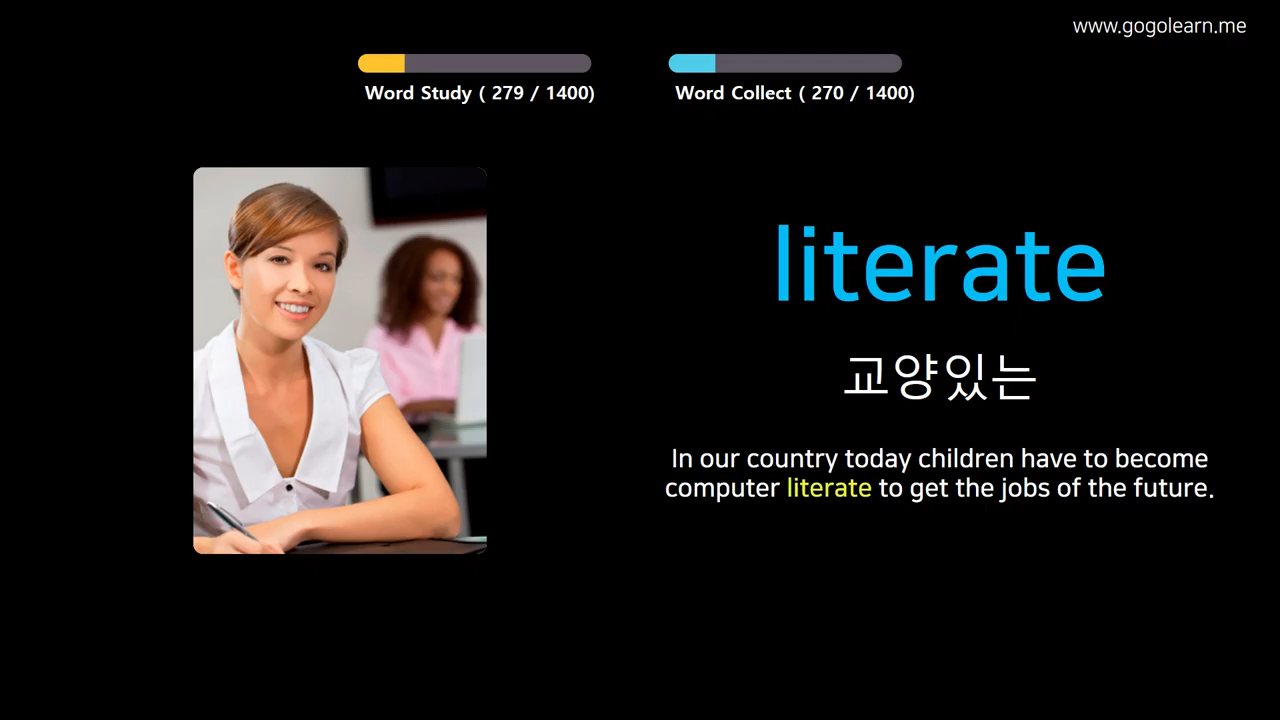 www.gogolearn.me
Word Study ( 279 / 1400)
Word Collect ( 270 / 1400)
literate
교양있는
In our country today children have to become
computer literate to get the jobs of the future.